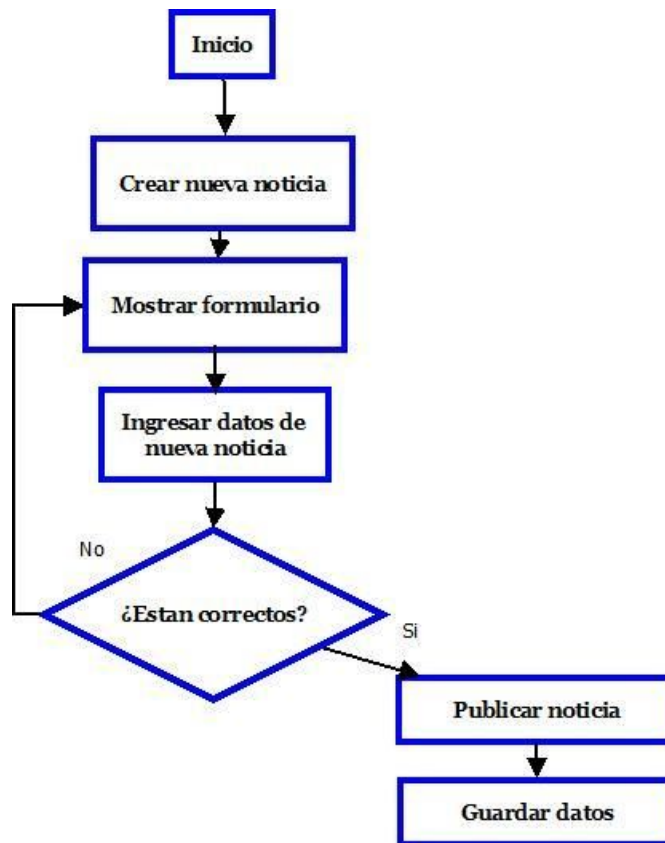 Inicio
Crear nueva noticia
Mostrar formulario
Ingresar datos de
nueva noticia
No
¿Estan correctos?
Si
Publicar noticia
Guardar datos